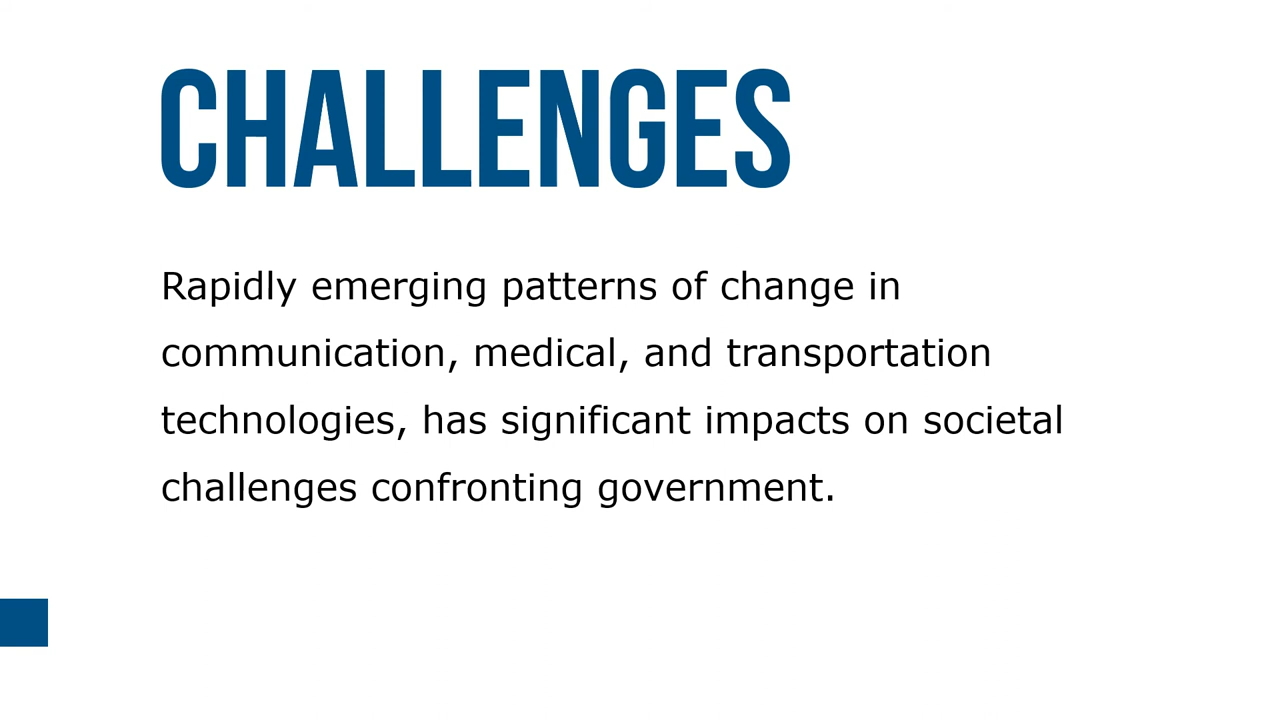 CHALLENGES
Rapidly emerging patterns of change in
communication, medical, and transportation
technologies, has significant impacts on societal
challenges confronting government.